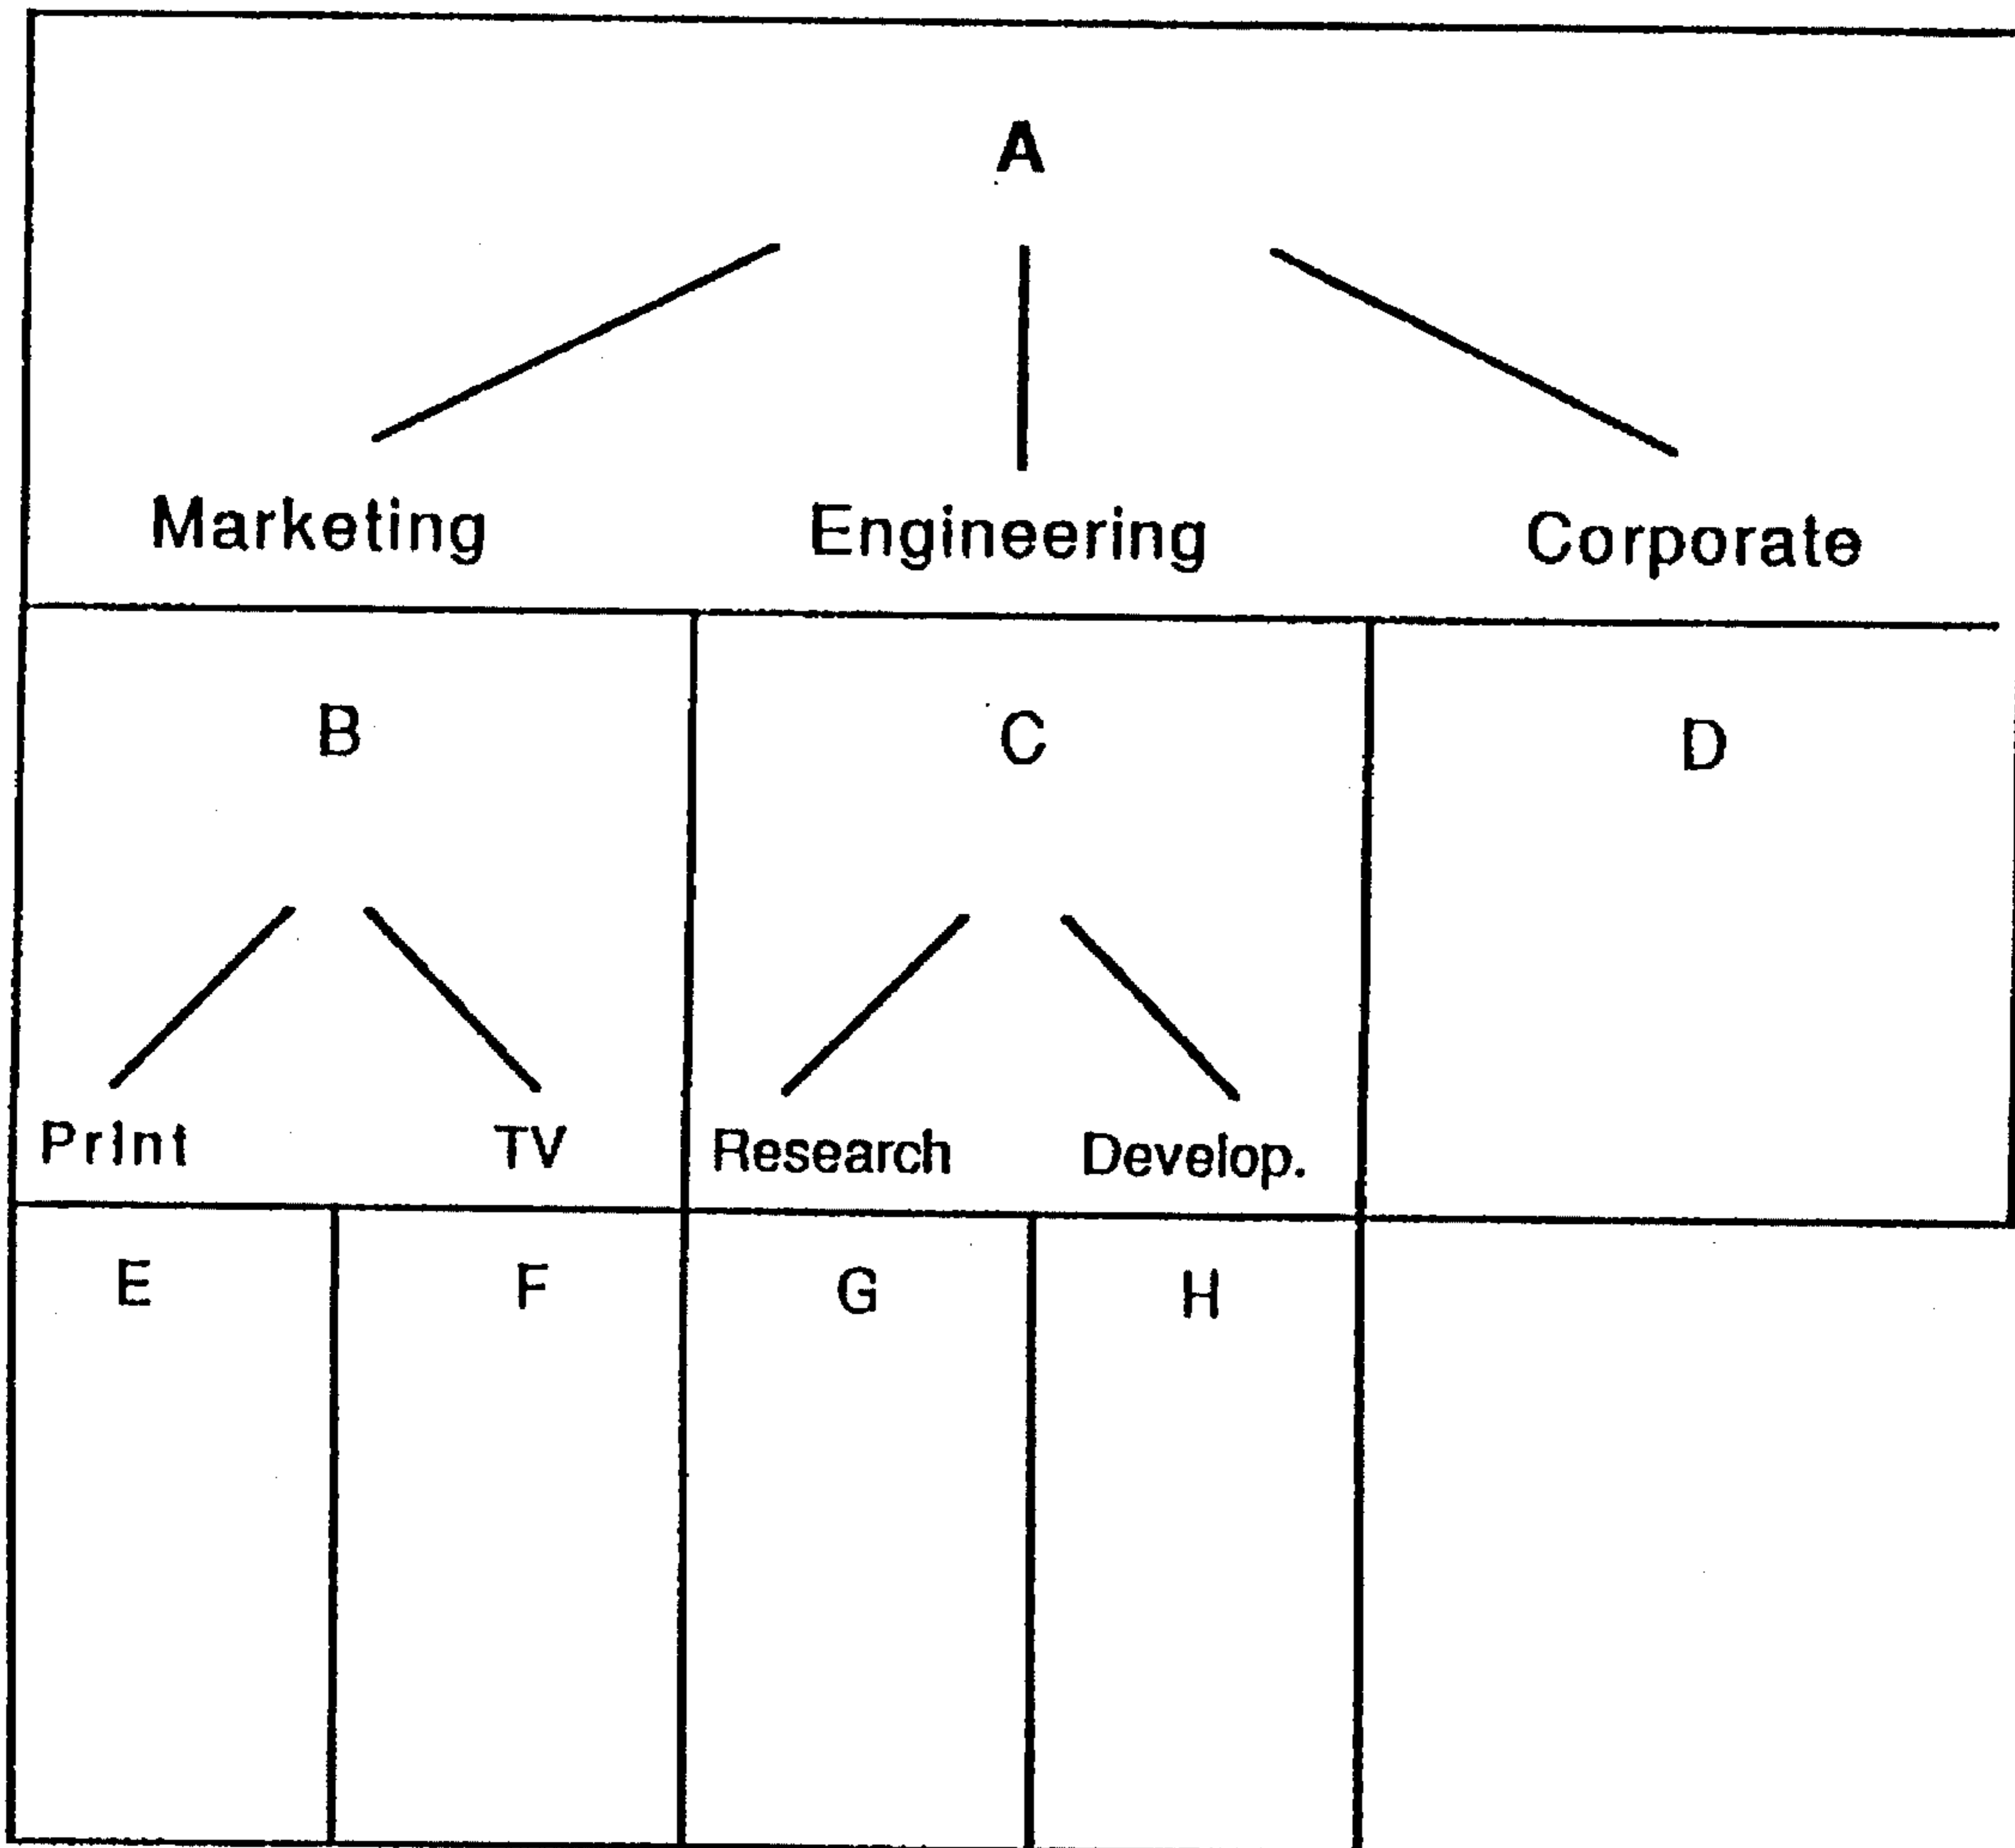 A
Marketing Engineering Corporate
B C D
Print TV Research Develop.
E F G H